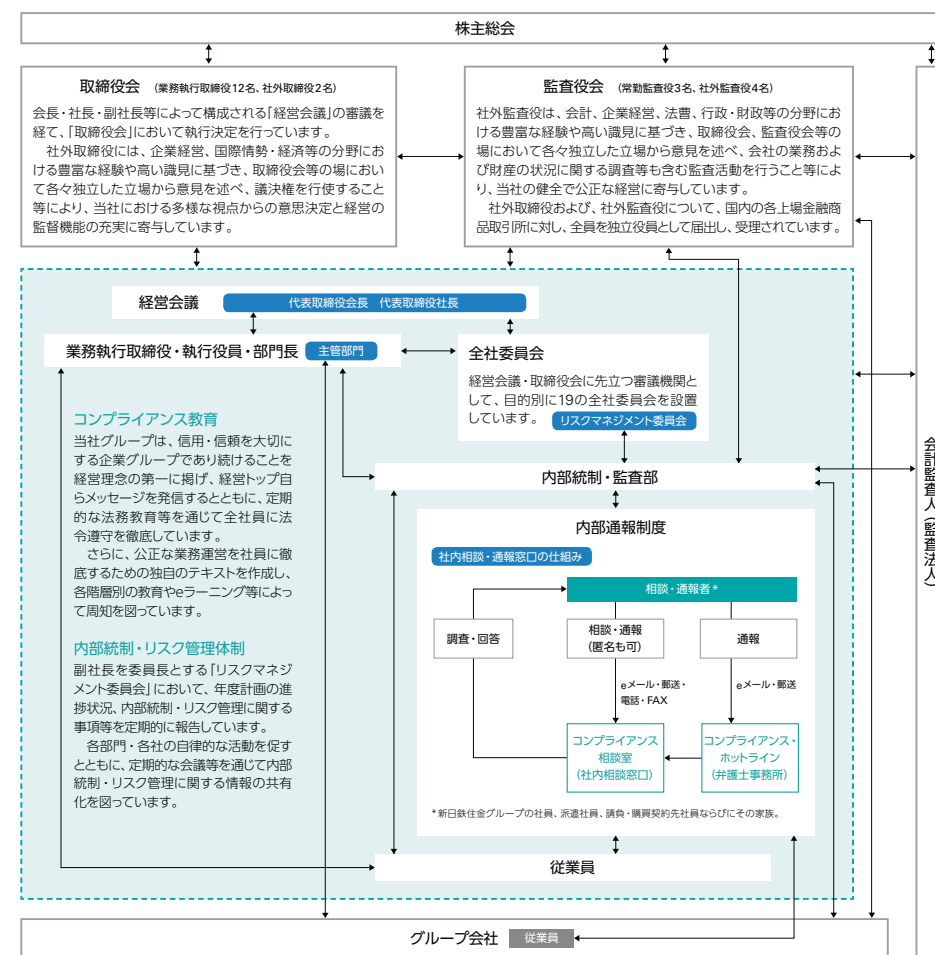 株主総会
取締役会 (業務執行取締役12名、社外取締役2名)
会長・社長・副社長等によって構成される「経営会議」の審議を
経て、「取締役会」において執行決定を行っています。
社外取締役には、企業経営、国際情勢・経済等の分野にお
ける豊富な経験や高い識見に基づき、取締役会等の場におい
て各々独立した立場から意見を述べ、議決権を行使すること
等により、当社における多様な視点からの意思決定と経営の
監督機能の充実に寄与しています。
監査役会 (常勤監査役3名、社外監査役4名)
社外監査役は、会計、企業経営、法曹、行政・財政等の分野にお
ける豊富な経験や高い識見に基づき、取締役会、監査役会等の
場において各々独立した立場から意見を述べ、会社の業務およ
び財産の状況に関する調査等も含む監査活動を行うこと等によ
り、当社の健全で公正な経営に寄与しています。
社外取締役および、社外監査役について、国内の各上場金融商
品取引所に対し、全員を独立役員として届出し、受理されています。
経営会議 代表取締役会長 代表取締役社長
業務執行取締役・執行役員・部門長 主管部門
全社委員会
経営会議・取締役会に先立つ審議機関と
して、目的別に19の全社委員会を設置
しています。 リスクマネジメント委員会
コンプライアンス教育
当社グループは、信用・信頼を大切に
する企業グループであり続けることを
経営理念の第一に掲げ、経営トップ自
らメッセージを発信するとともに、定期
的な法務教育等を通じて全社員に法
令遵守を徹底しています。
さらに、公正な業務運営を社員に徹
底するための独自のテキストを作成し、
各階層別の教育やeラーニング等によっ
て周知を図っています。
内部統制・リスク管理体制
副社長を委員長とする「リスクマネジ
メント委員会」において、年度計画の進
捗状況、内部統制・リスク管理に関する
事項等を定期的に報告しています。
各部門・各社の自律的な活動を促す
とともに、定期的な会議等を通じて内部
統制・リスク管理に関する情報の共有
化を図っています。
内部統制・監査部
内部通報制度
社内相談・通報窓口の仕組み
相談・通報者*
調査・回答
相談・通報
(匿名も可)
通報
eメール・郵送・
電話・FAX
eメール・郵送
コンプライアンス
相談室
(社内相談窓口)
コンプライアンス・
ホットライン
(弁護士事務所)
*新日鉄住金グループの社員、派遣社員、請負・購買契約先社員ならびにその家族。
従業員
グループ会社 従業員
会計監査人(監査法人)